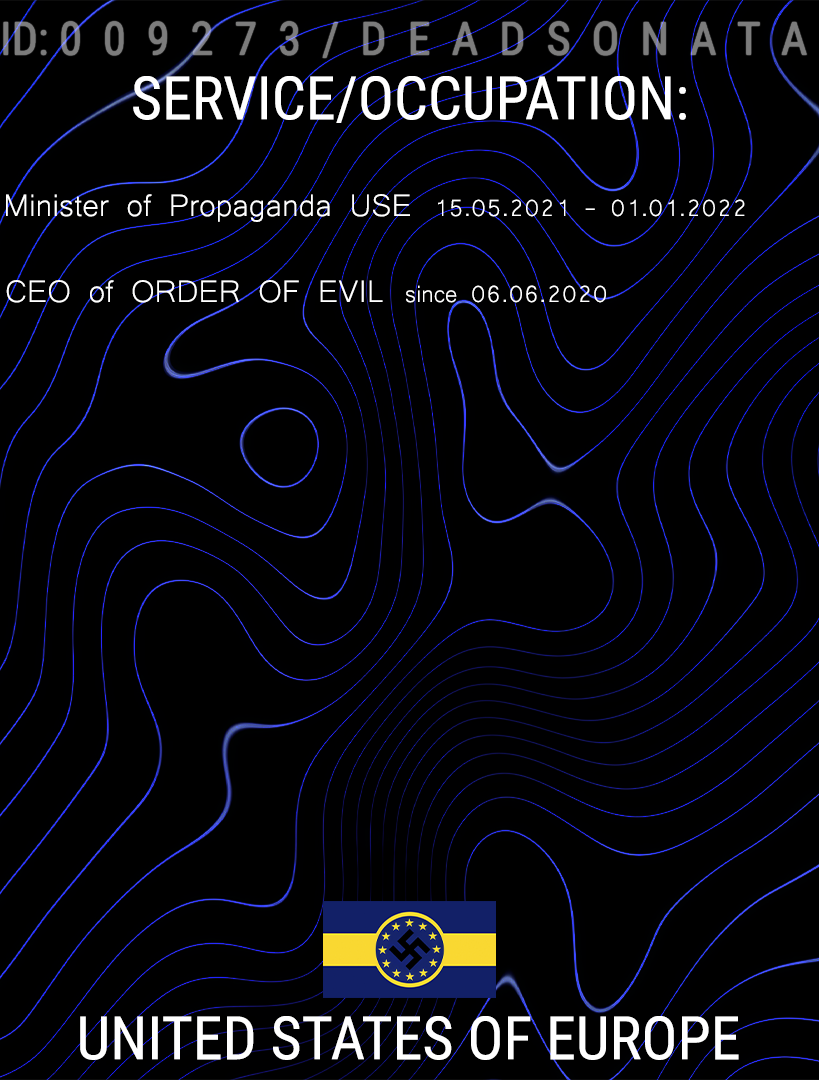 ID:009273/DEADSONATA
SERVICE/OCCUPATION:
Minister of Propaganda USE 15.05.2021 - 01.01.2022
CEO of ORDER OF EVIL since 06.06.2020
UNITED STATES OF EUROPE